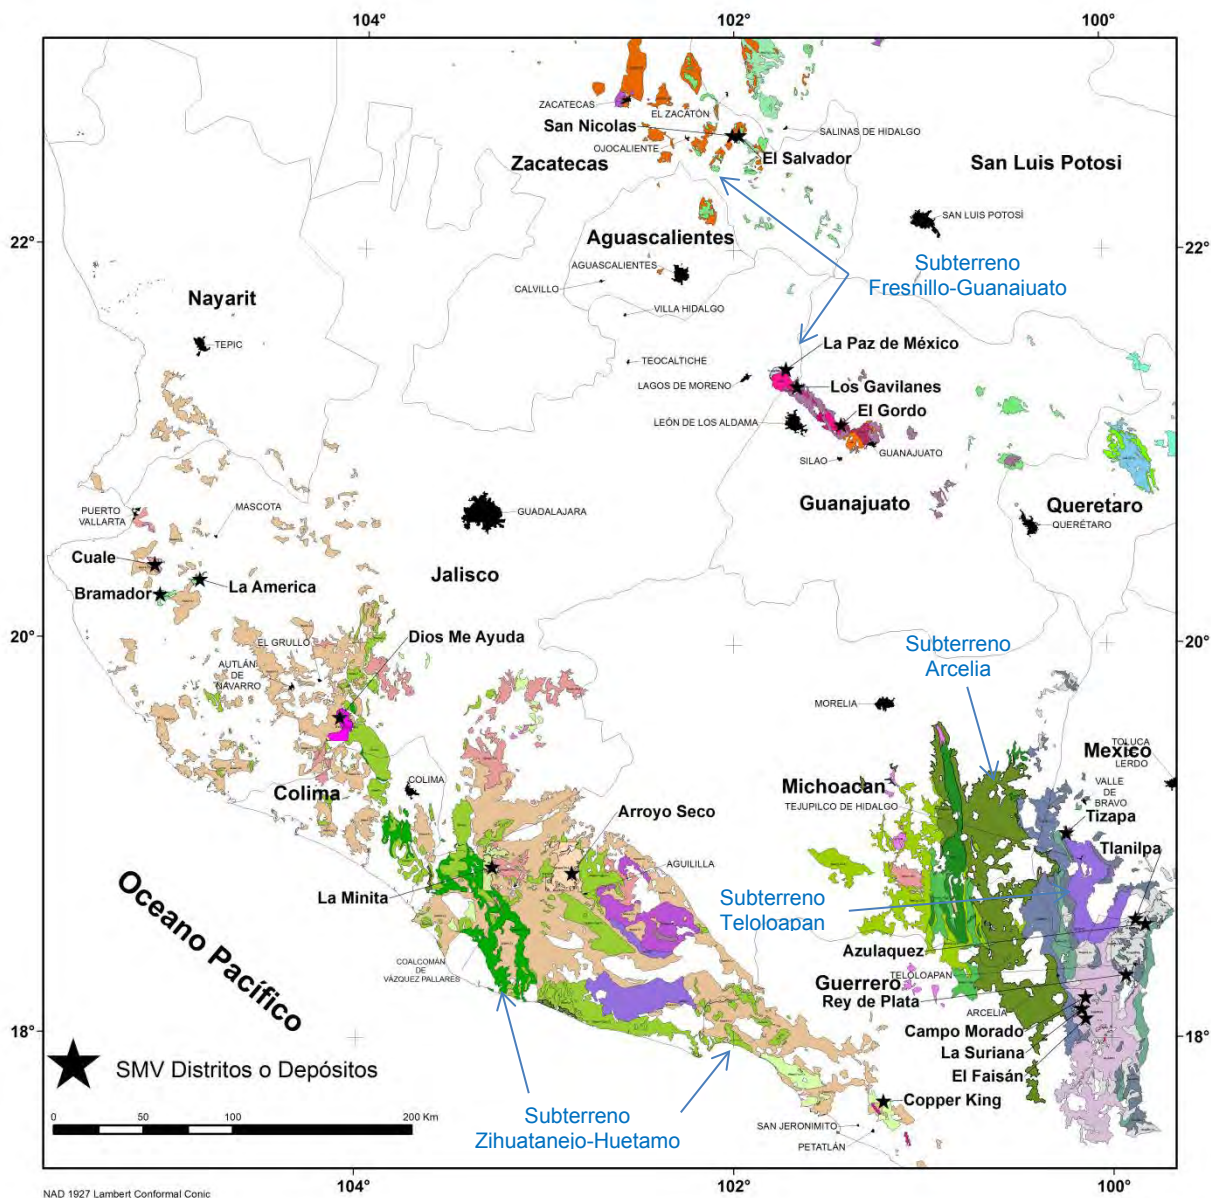 104°
102°
100°
ZACATECAS
EL ZACATÓN
San Nicolas
SALINAS DE HIDALGO
OJOCALIENTE
El Salvador
Zacatecas
San Luis Potosi
SAN LUIS POTOSÍ
Aguascalientes
22°
22°
AGUASCALIENTES
Subterreno
Fresnillo-Guanajuato
CALVILLO
Nayarit
VILLA HIDALGO
TEPIC
La Paz de México
TEOCALTICHE
LAGOS DE MORENO
Los Gavilanes
El Gordo
LEÓN DE LOS ALDAMA
GUANAJUATO
SILAO
Guanajuato
Queretaro
QUERÉTARO
PUERTO
VALLARTA
MASCOTA
GUADALAJARA
Cuale
Jalisco
La America
Bramador
20°
20°
Dios Me Ayuda
EL GRULLO
Subterreno
Arcelia
AUTLÁN
DE
NAVARRO
MORELIA
Mexico
TOLUCA
LERDO
Colima
COLIMA
Michoacan
TEJUPILCO DE HIDALGO
VALLE
DE
BRAVO
Tizapa
Arroyo Seco
Tlanilpa
AGUILILLA
La Minita
Subterreno
Teloloapan
Oceano Pacífico
Azulaquez
COALCOMÁN
DE
VÁZQUEZ PALLARES
TELOLOAPAN
Guerrero
Rey de Plata
ARCELIA
18°
18°
Campo Morado
La Suriana
El Faisán
SMV Distritos o Depósitos
Copper King
0 50 100 200 Km
Subterreno
Zihuatanejo-Huetamo
SAN JERONIMITO
PETATLÁN
104°
102°
100°
NAD 1927 Lambert Conformal Conic